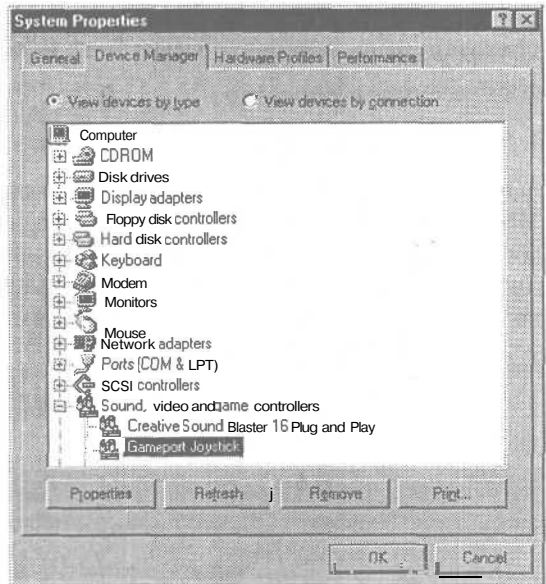 System Properties
General Device Manager Hardware Profiles Performance
View devices by type View devices by connection
Computer
CDROM
Disk drives
Display adapters
Floppy disk controllers
Hard disk controllers
Keyboard
Modem
Monitors
Mouse
Network adapters
Ports (COM & LPT)
SCSI controllers
Sound, video and game controllers
Creative Sound Blaster 16 Plug and Play
Gameport Joystick
Properties Refresh Remove Print...
OK Cancel